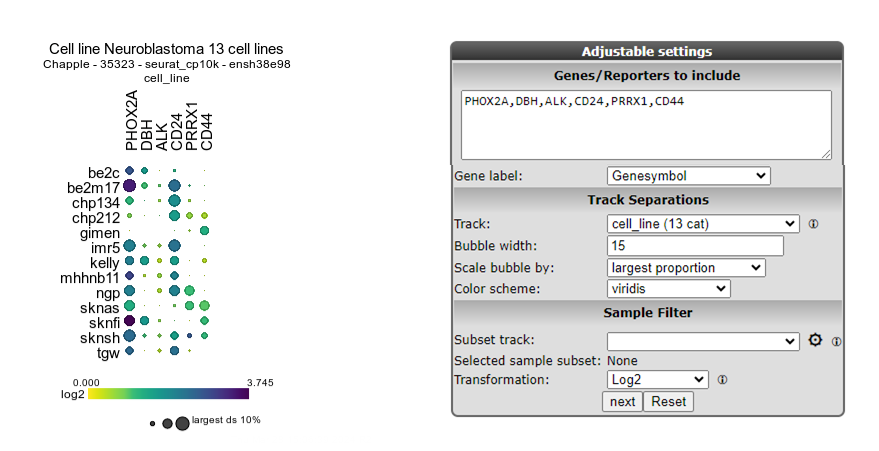 Cell line Neuroblastoma 13 cell lines
Chapple - 35323 - seurat_cp10k - ensh38e98
cell_line
PHOX2A
DBH
ALK
CD24
PRRX1
CD44
be2c
be2m17
chp134
chp212
gimen
imr5
kelly
mhhnb11
ngp
sknas
sknfi
sknsh
tgw
0.000 3.745
log2
largest ds 10%
Adjustable settings
Genes/Reporters to include
PHOX2A,DBH,ALK,CD24,PRRX1,CD44
Gene label: Genesymbol
Track Separations
Track: cell_line (13 cat)
Bubble width: 15
Scale bubble by: largest proportion
Color scheme: viridis
Sample Filter
Subset track:
Selected sample subset: None
Transformation: Log2
next Reset